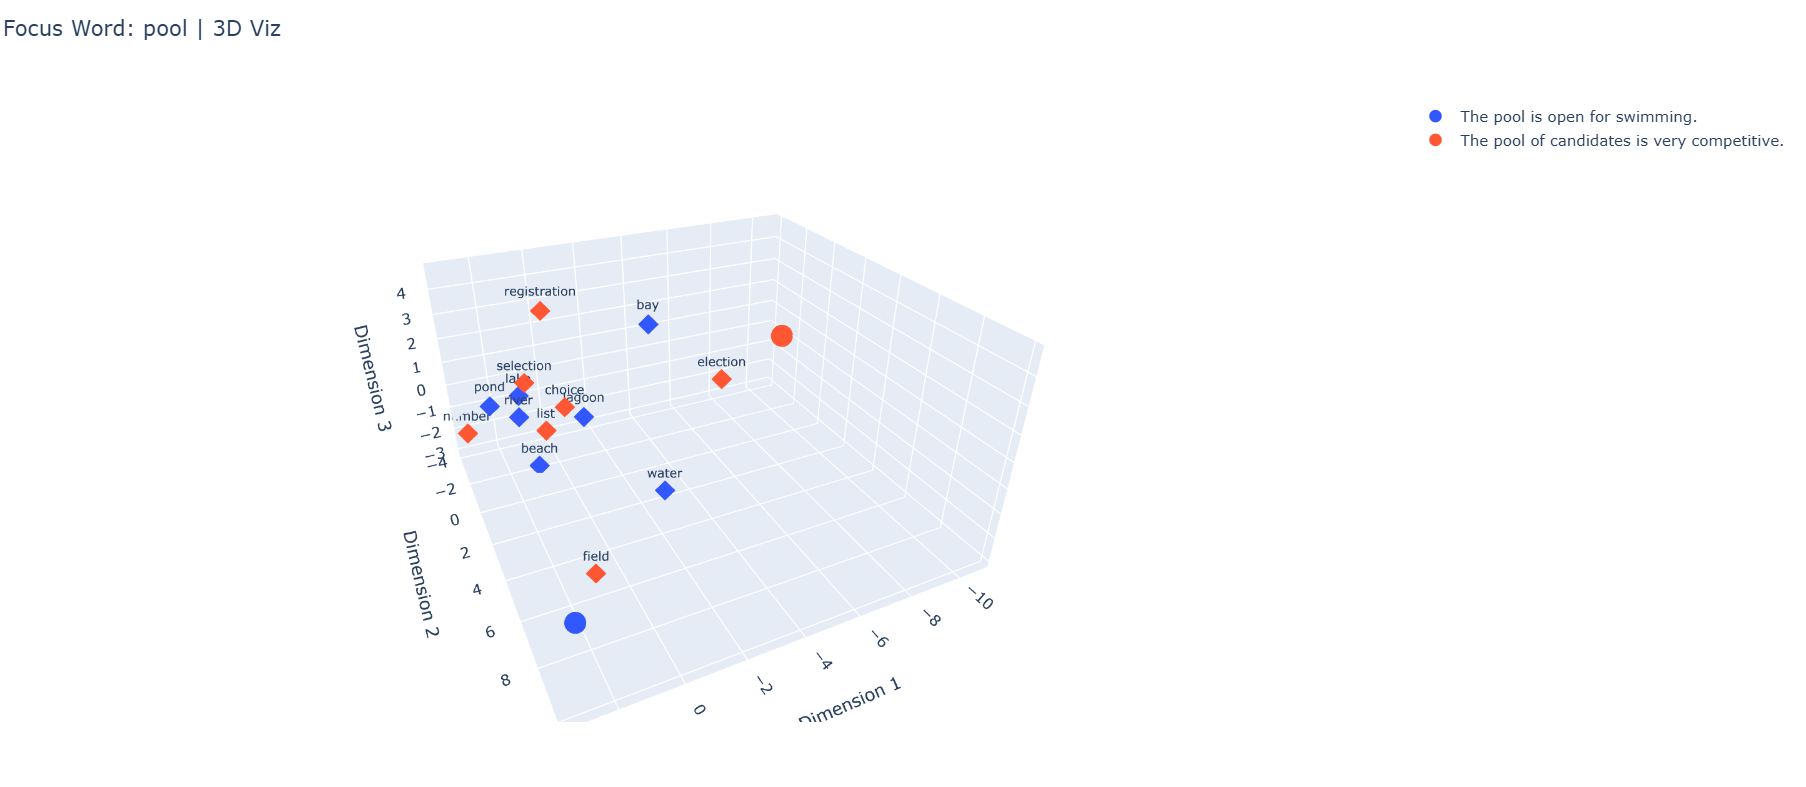 Focus Word: pool | 3D Viz
The pool is open for swimming.
The pool of candidates is very competitive.
registration
bay
election
selection
pond
choice
river
lagoon
list
beach
water
field
Dimension 3
4
3
2
1
0
−1
−2
−3
−4
−2
0
2
4
6
8
Dimension 2
0
−2
−4
−6
−8
−10
Dimension 1